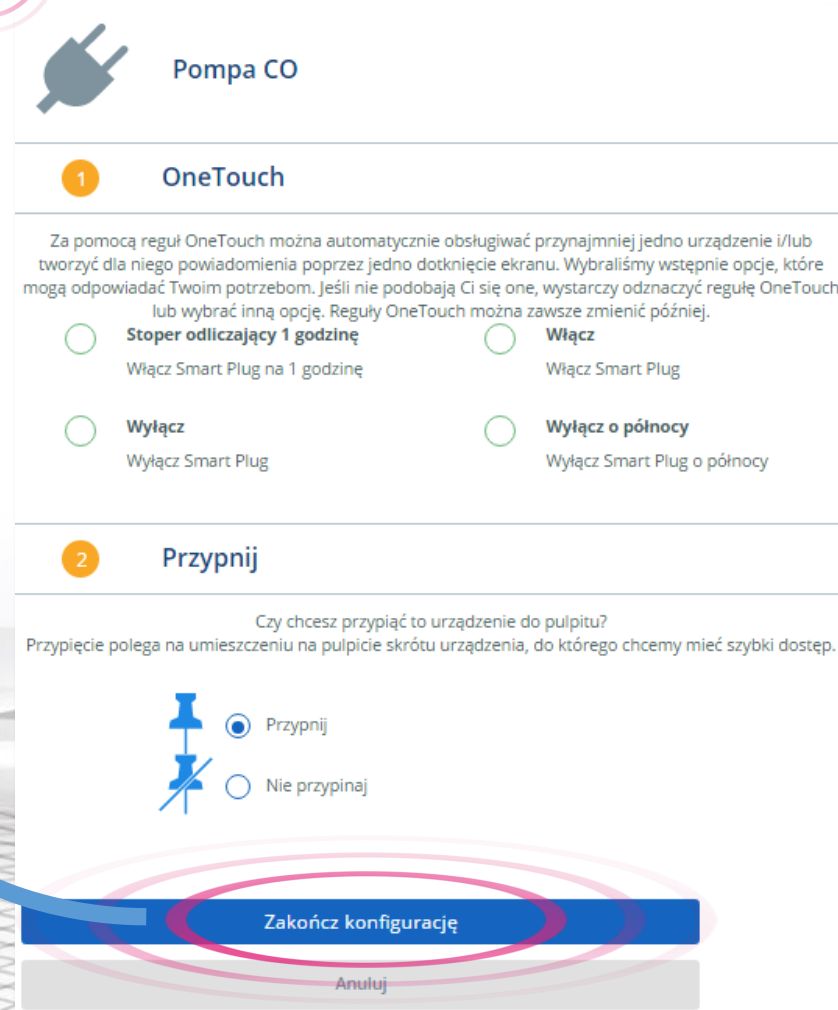 Pompa CO
1 OneTouch
Za pomocą reguł OneTouch można automatycznie obsługiwać przynajmniej jedno urządzenie i/lub
tworzyć dla niego powiadomienia poprzez jedno dotknięcie ekranu. Wybraliśmy wstępnie opcje, które
mogą odpowiadać Twoim potrzebom. Jeśli nie podobają Ci się one, wystarczy odznaczyć regułę OneTouch
lub wybrać inną opcję. Reguły OneTouch można zawsze zmienić później.
Stoper odliczający 1 godzinę
Włącz Smart Plug na 1 godzinę
Włącz
Włącz Smart Plug
Wyłącz
Wyłącz Smart Plug
Wyłącz o północy
Wyłącz Smart Plug o północy
2 Przypnij
Czy chcesz przypiąć to urządzenie do pulpitu?
Przypięcie polega na umieszczeniu na pulpicie skrótu urządzenia, do którego chcemy mieć szybki dostęp.
Przypnij
Nie przypinaj
Zakończ konfigurację
Anuluj